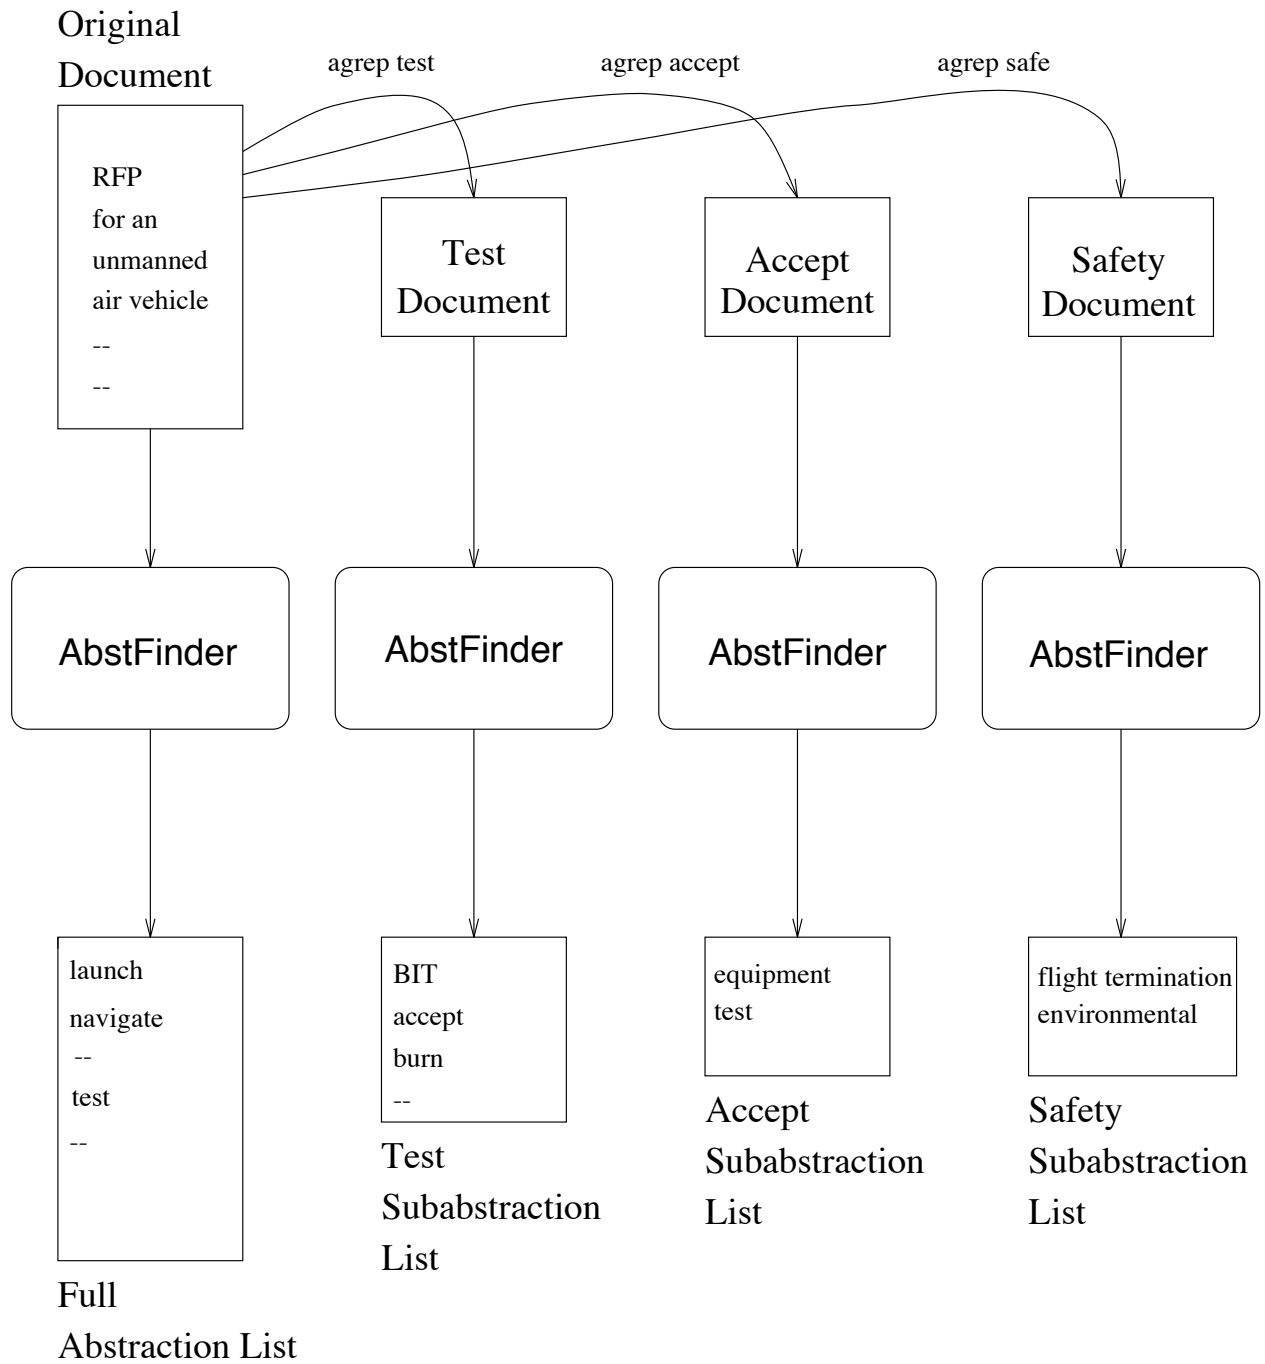 Original
Document
agrep test
agrep accept
agrep safe
RFP
for an
unmanned
air vehicle
--
--
Test
Document
Accept
Document
Safety
Document
AbstFinder
AbstFinder
AbstFinder
AbstFinder
launch
navigate
--
test
--
Full
Abstraction List
BIT
accept
burn
--
Test
Subabstraction
List
equipment
test
Accept
Subabstraction
List
flight termination
environmental
Safety
Subabstraction
List